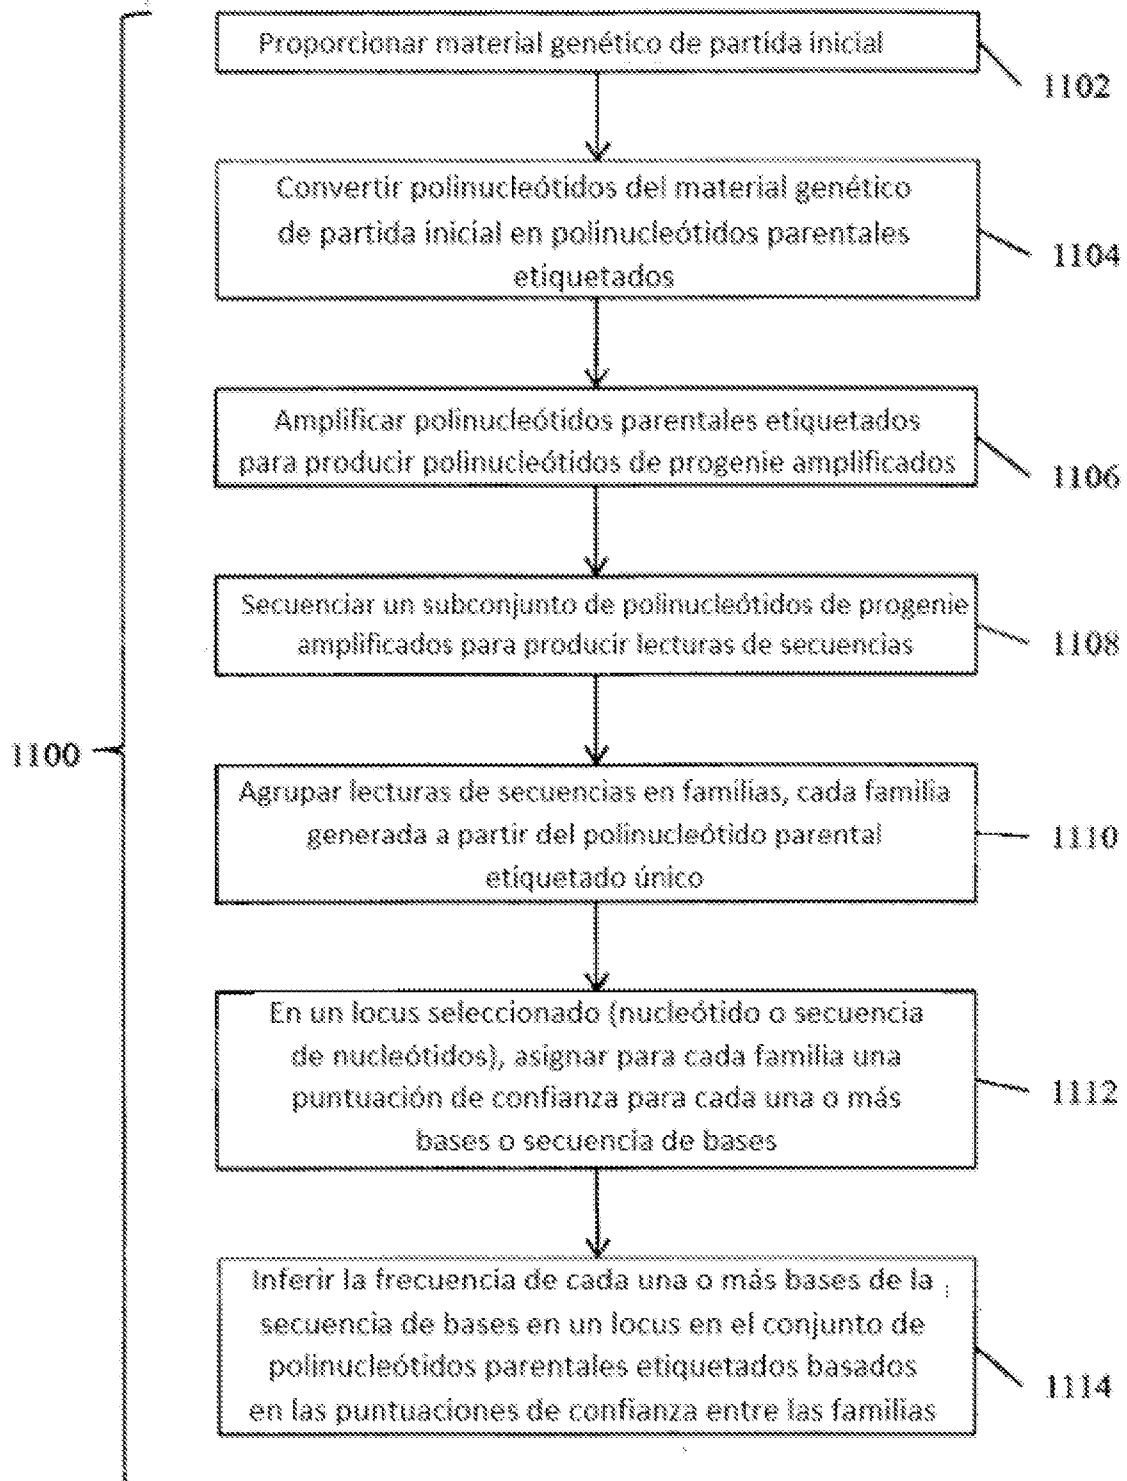 Proporcionar material genético de partida inicial
1102
Convertir polinucleótidos del material genético
de partida inicial en polinucleótidos parentales
etiquetados
1104
Amplificar polinucleótidos parentales etiquetados
para producir polinucleótidos de progenie amplificados
1106
Secuenciar un subconjunto de polinucleótidos de progenie
amplificados para producir lecturas de secuencias
1108
1100
Agrupar lecturas de secuencias en familias, cada familia
generada a partir del polinucleótido parental
etiquetado único
1110
En un locus seleccionado (nucleótido o secuencia
de nucleótidos), asignar para cada familia una
puntuación de confianza para cada una o más
bases o secuencia de bases
1112
Inferir la frecuencia de cada una o más bases de la
secuencia de bases en un locus en el conjunto de
polinucleótidos parentales etiquetados basados
en las puntuaciones de confianza entre las familias
1114